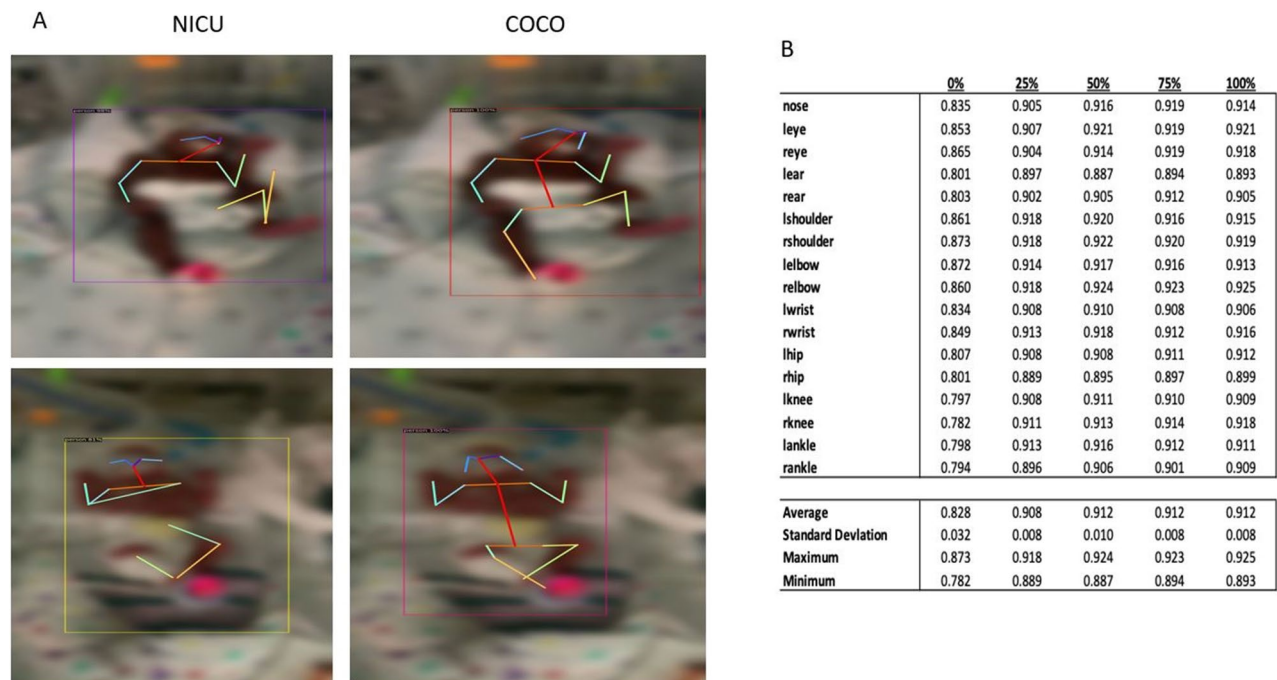 A
NICU
COCO
person 98%
person 100%
person 81%
person 100%
B
0% 25% 50% 75% 100%
nose 0.835 0.905 0.916 0.919 0.914
leye 0.853 0.907 0.921 0.919 0.921
reye 0.865 0.904 0.914 0.919 0.918
lear 0.801 0.897 0.887 0.894 0.893
rear 0.803 0.902 0.905 0.912 0.905
lshoulder 0.861 0.918 0.920 0.916 0.915
rshoulder 0.873 0.918 0.922 0.920 0.919
lelbow 0.872 0.914 0.917 0.916 0.913
relbow 0.860 0.918 0.924 0.923 0.925
lwrist 0.834 0.908 0.910 0.908 0.906
rwrist 0.849 0.913 0.918 0.912 0.916
lhip 0.807 0.908 0.908 0.911 0.912
rhip 0.801 0.889 0.895 0.897 0.899
lknee 0.797 0.908 0.911 0.910 0.909
rknee 0.782 0.911 0.913 0.914 0.918
lankle 0.798 0.913 0.916 0.912 0.911
rankle 0.794 0.896 0.906 0.901 0.909
Average 0.828 0.908 0.912 0.912 0.912
Standard Devlation 0.032 0.008 0.010 0.008 0.008
Maximum 0.873 0.918 0.924 0.923 0.925
Minimum 0.782 0.889 0.887 0.894 0.893